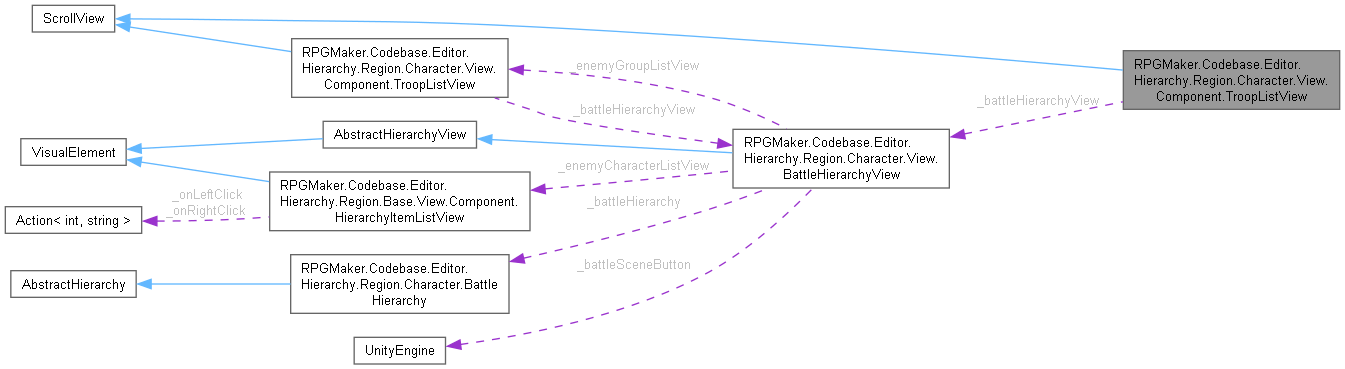 ScrollView
RPGMaker.Codebase.Editor.
Hierarchy.Region.Character.View.
Component.TroopListView
_enemyGroupListView
RPGMaker.Codebase.Editor.
Hierarchy.Region.Character.View.
Component.TroopListView
_battleHierarchyView
_battleHierarchyView
AbstractHierarchyView
VisualElement
RPGMaker.Codebase.Editor.
Hierarchy.Region.Character.View.
BattleHierarchyView
_enemyCharacterListView
RPGMaker.Codebase.Editor.
Hierarchy.Region.Base.View.Component.
HierarchyItemListView
_onLeftClick
_onRightClick
Action< int, string >
_battleHierarchy
RPGMaker.Codebase.Editor.
Hierarchy.Region.Character.Battle
Hierarchy
AbstractHierarchy
_battleSceneButton
UnityEngine